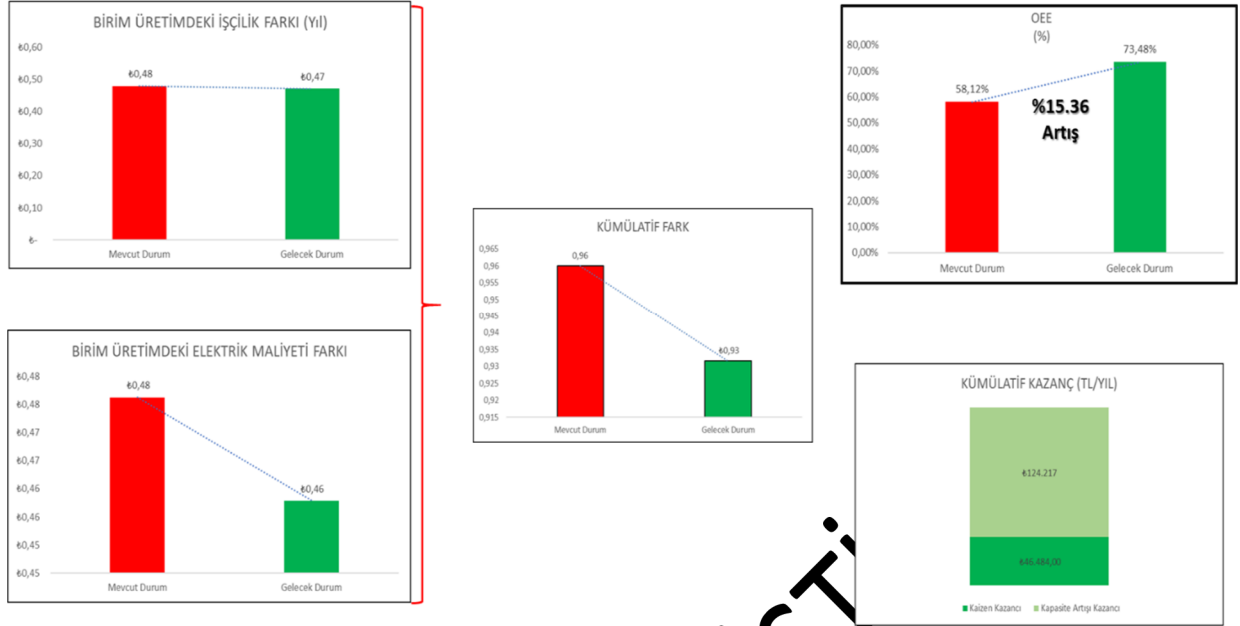 BİRİM ÜRETİMDEKİ İŞÇİLİK FARKI (Yıl)
₺0,60
₺0,50
₺0,40
₺0,30
₺0,20
₺0,10
₺-
₺0,48
₺0,47
Mevcut Durum
Gelecek Durum
BİRİM ÜRETİMDEKİ ELEKTRİK MALİYETİ FARKI
₺0,48
₺0,48
₺0,47
₺0,47
₺0,46
₺0,46
₺0,45
₺0,45
₺0,48
₺0,46
Mevcut Durum
Gelecek Durum
KÜMÜLATİF FARK
0,965
0,96
0,955
0,95
0,945
0,94
0,935
0,93
0,925
0,92
0,915
0,96
₺0,93
Mevcut Durum
Gelecek Durum
OEE
(%)
80,00%
70,00%
60,00%
50,00%
40,00%
30,00%
20,00%
10,00%
0,00%
58,12%
73,48%
%15.36
Artış
Mevcut Durum
Gelecek Durum
KÜMÜLATİF KAZANÇ (TL/YIL)
₺124.217
₺46.484,00
Kaizen Kazancı
Kapasite Artışı Kazancı